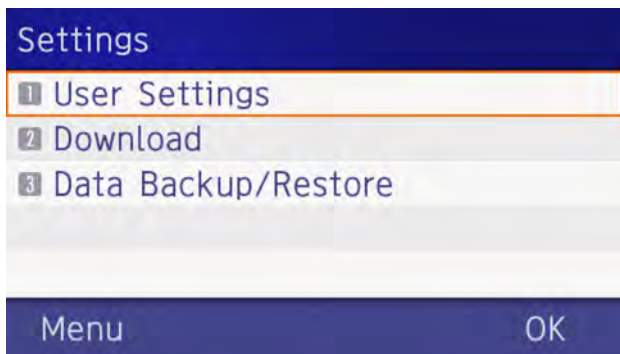 Settings
1 User Settings
2 Download
3 Data Backup/Restore
Menu OK